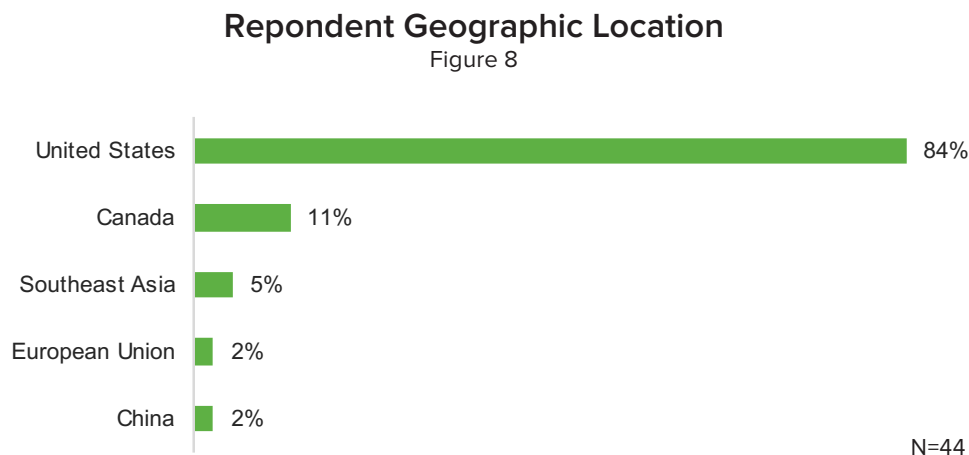 Repondent Geographic Location
Figure 8
United States 84%
Canada 11%
Southeast Asia 5%
European Union 2%
China 2%
N=44